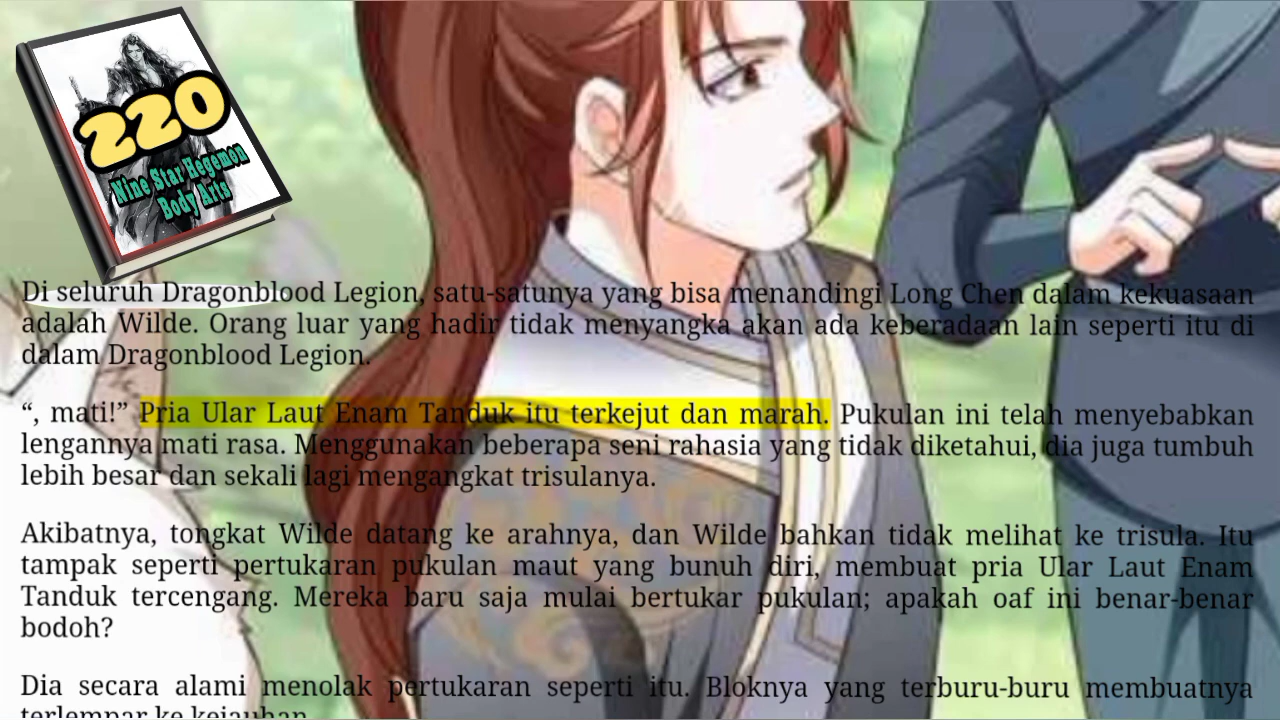 220
Nine Star Hegemon
Body Arts
Di seluruh Dragonblood Legion, satu-satunya yang bisa menandingi Long Chen dalam kekuasaan
adalah Wilde. Orang luar yang hadir tidak menyangka akan ada keberadaan lain seperti itu di
dalam Dragonblood Legion.
“, mati!” Pria Ular Laut Enam Tanduk itu terkejut dan marah. Pukulan ini telah menyebabkan
lengannya mati rasa. Menggunakan beberapa seni rahasia yang tidak diketahui, dia juga tumbuh
lebih besar dan sekali lagi mengangkat trisulanya.
Akibatnya, tongkat Wilde datang ke arahnya, dan Wilde bahkan tidak melihat ke trisula. Itu
tampak seperti pertukaran pukulan maut yang bunuh diri, membuat pria Ular Laut Enam
Tanduk tercengang. Mereka baru saja mulai bertukar pukulan; apakah oaf ini benar-benar
bodoh?
Dia secara alami menolak pertukaran seperti itu. Bloknya yang terburu-buru membuatnya
terlempar ke kejauhan.